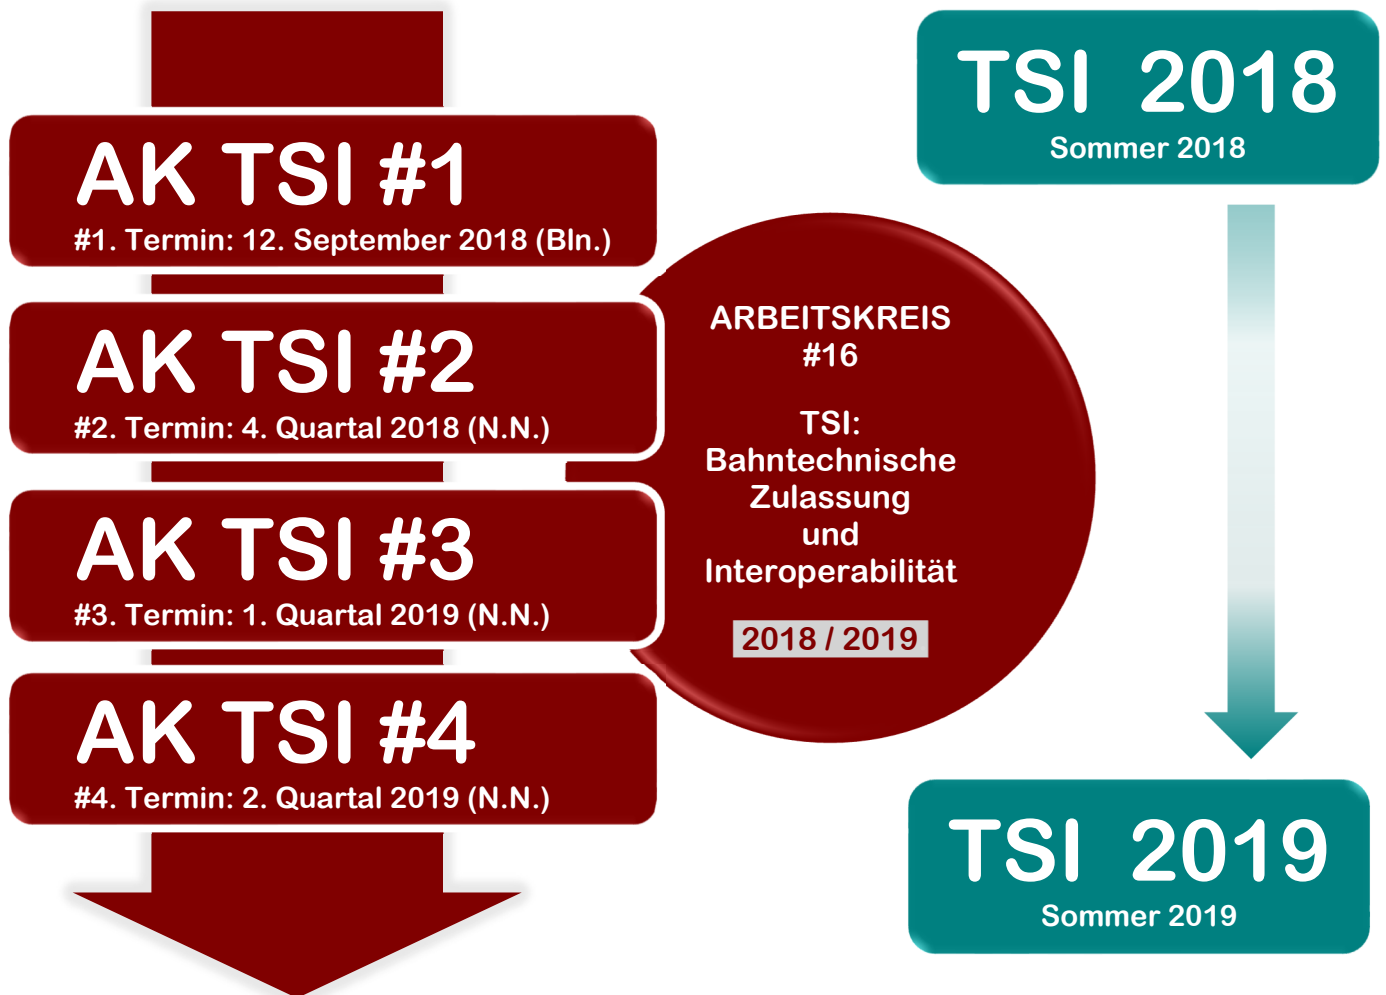 AK TSI #1
#1. Termin: 12. September 2018 (Bln.)
AK TSI #2
#2. Termin: 4. Quartal 2018 (N.N.)
AK TSI #3
#3. Termin: 1. Quartal 2019 (N.N.)
AK TSI #4
#4. Termin: 2. Quartal 2019 (N.N.)
ARBEITSKREIS
#16
TSI:
Bahntechnische
Zulassung
und
Interoperabilität
2018 / 2019
TSI 2018
Sommer 2018
TSI 2019
Sommer 2019